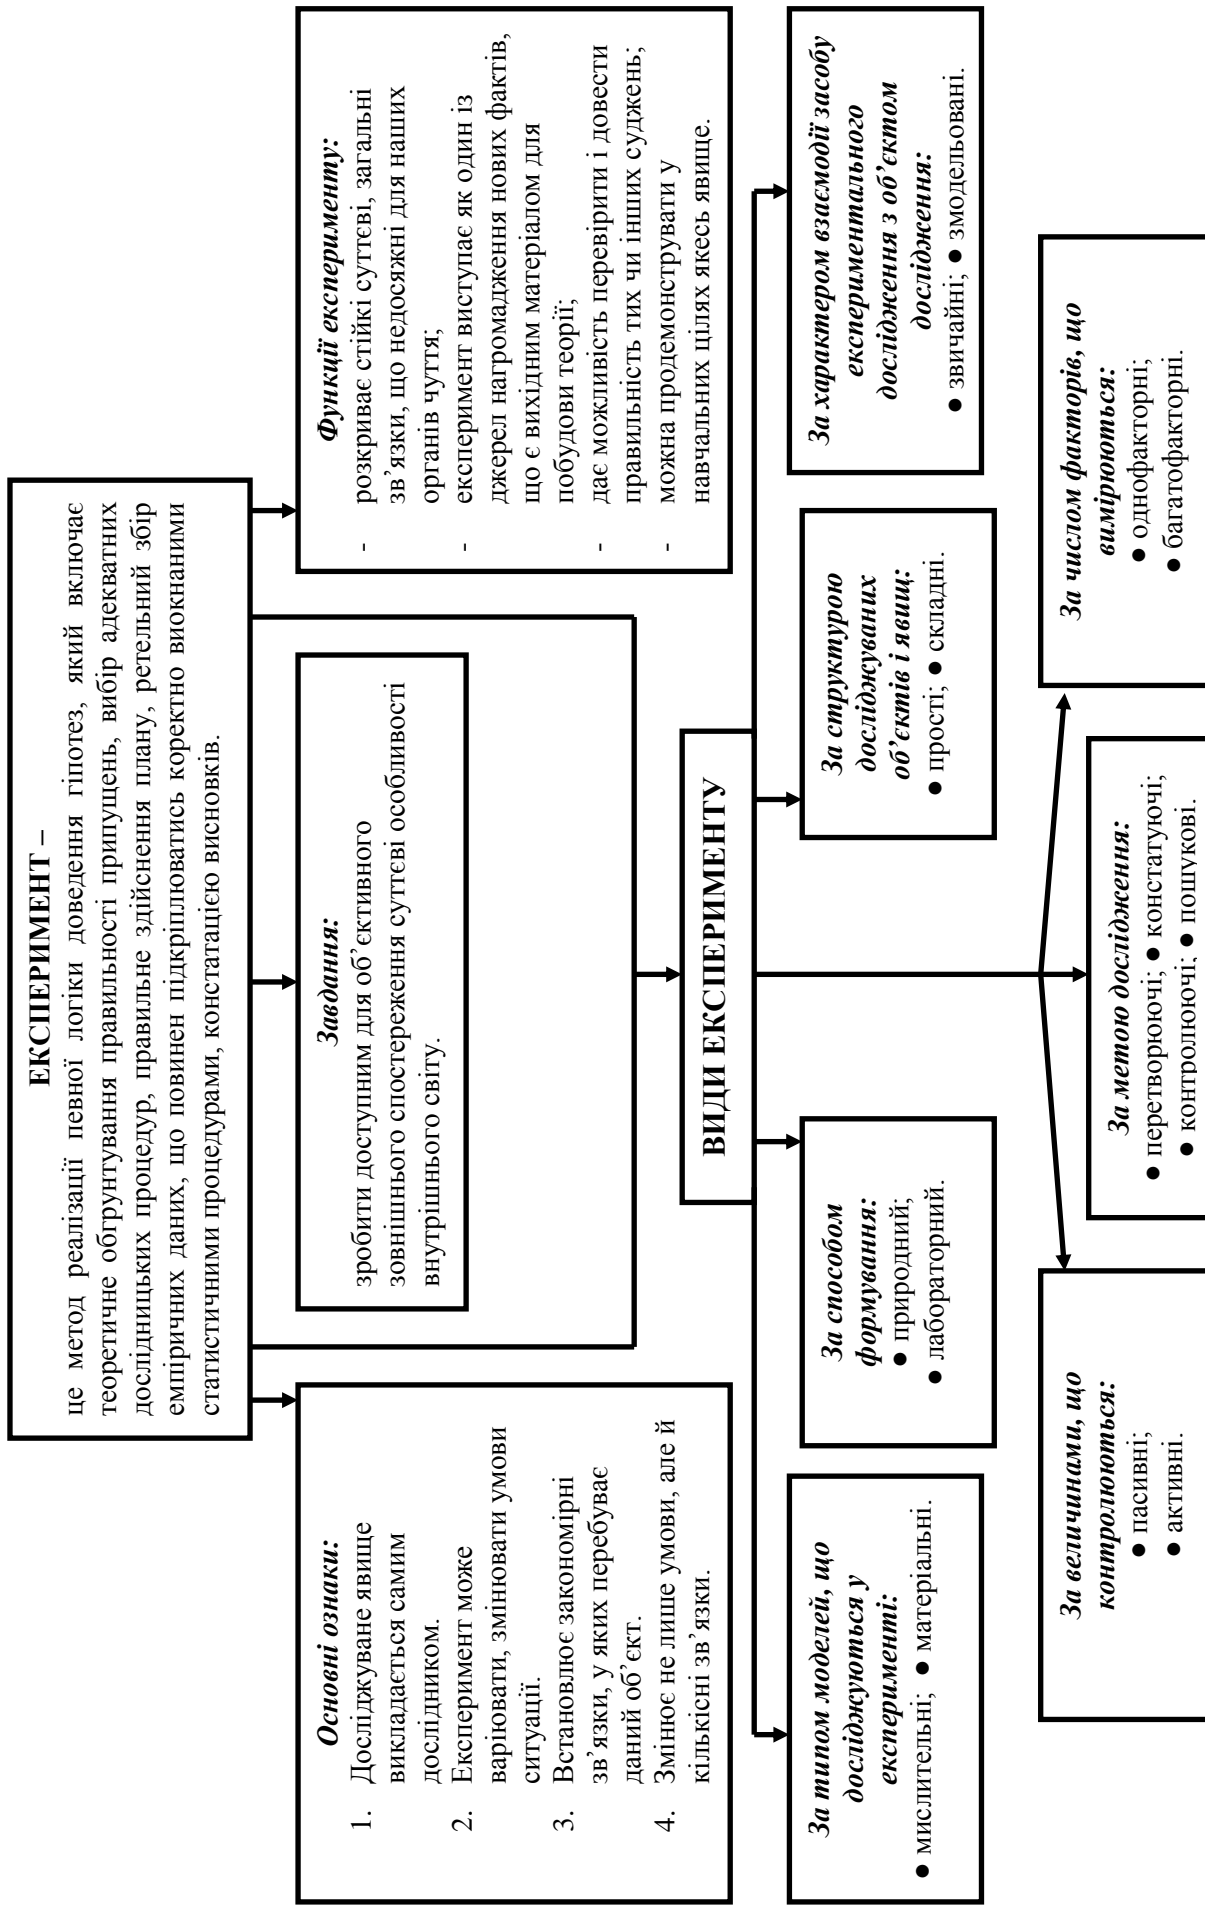 ЕКСПЕРИМЕНТ –
це метод реалізації певної логіки доведення гіпотез, який включає
теоретичне обгрунтування правильності припущень, вибір адекватних
дослідницьких процедур, правильне здійснення плану, ретельний збір
емпіричних даних, що повинен підкріплюватись коректно виокнаними
статистичними процедурами, констатацією висновків.
Основні ознаки:
1. Досліджуване явище
викладається самим
дослідником.
2. Експеримент може
варіювати, змінювати умови
ситуації.
3. Встановлює закономірні
зв’язки, у яких перебуває
даний об’єкт.
4. Змінює не лише умови, але й
кількісні зв’язки.
Завдання:
зробити доступним для об’єктивного
зовнішнього спостереження суттєві особливості
внутрішнього світу.
Функції експерименту:
- розкриває стійкі суттєві, загальні
зв’язки, що недосяжні для наших
органів чуття;
- експеримент виступає як один із
джерел нагромадження нових фактів,
що є вихідним матеріалом для
побудови теорії;
- дає можливість перевірити і довести
правильність тих чи інших суджень;
- можна продемонструвати у
навчальних цілях якесь явище.
ВИДИ ЕКСПЕРИМЕНТУ
За типом моделей, що
досліджуються у
експерименті:
● мислительні; ● матеріальні.
За способом
формування:
● природний;
● лабораторний.
За структурою
досліджуваних
об’єктів і явищ:
● прості; ● складні.
За характером взаємодії засобу
експериментального
дослідження з об’єктом
дослідження:
● звичайні; ● змодельовані.
За величинами, що
контролюються:
● пасивні;
● активні.
За метою дослідження:
● перетворюючі; ● констатуючі;
● контролюючі; ● пошукові.
За числом факторів, що
вимірюються:
● однофакторні;
● багатофакторні.